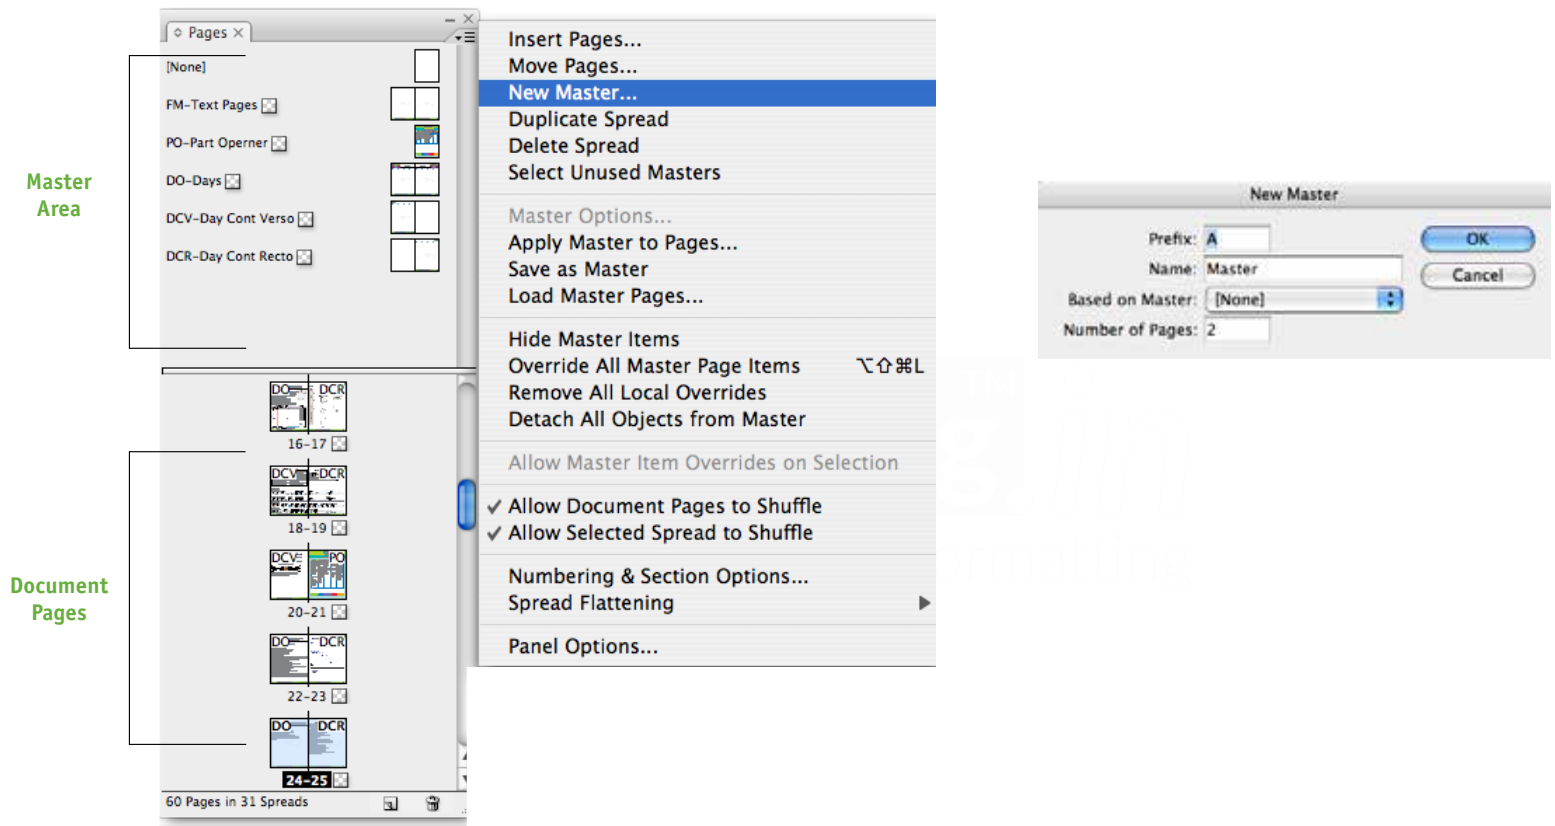 Pages
[None]
FM-Text Pages
PO-Part Operner
DO-Days
DCV-Day Cont Verso
DCR-Day Cont Recto
Master
Area
DO DCR
16-17
DCV DCR
18-19
DCV PO
20-21
DO DCR
22-23
DO DCR
24-25
Document
Pages
60 Pages in 31 Spreads
Insert Pages...
Move Pages...
New Master...
Duplicate Spread
Delete Spread
Select Unused Masters
Master Options...
Apply Master to Pages...
Save as Master
Load Master Pages...
Hide Master Items
Override All Master Page Items ⌥⇧⌘L
Remove All Local Overrides
Detach All Objects from Master
Allow Master Item Overrides on Selection
✓ Allow Document Pages to Shuffle
✓ Allow Selected Spread to Shuffle
Numbering & Section Options...
Spread Flattening
Panel Options...
New Master
Prefix: A
Name: Master
Based on Master: [None]
Number of Pages: 2
OK
Cancel